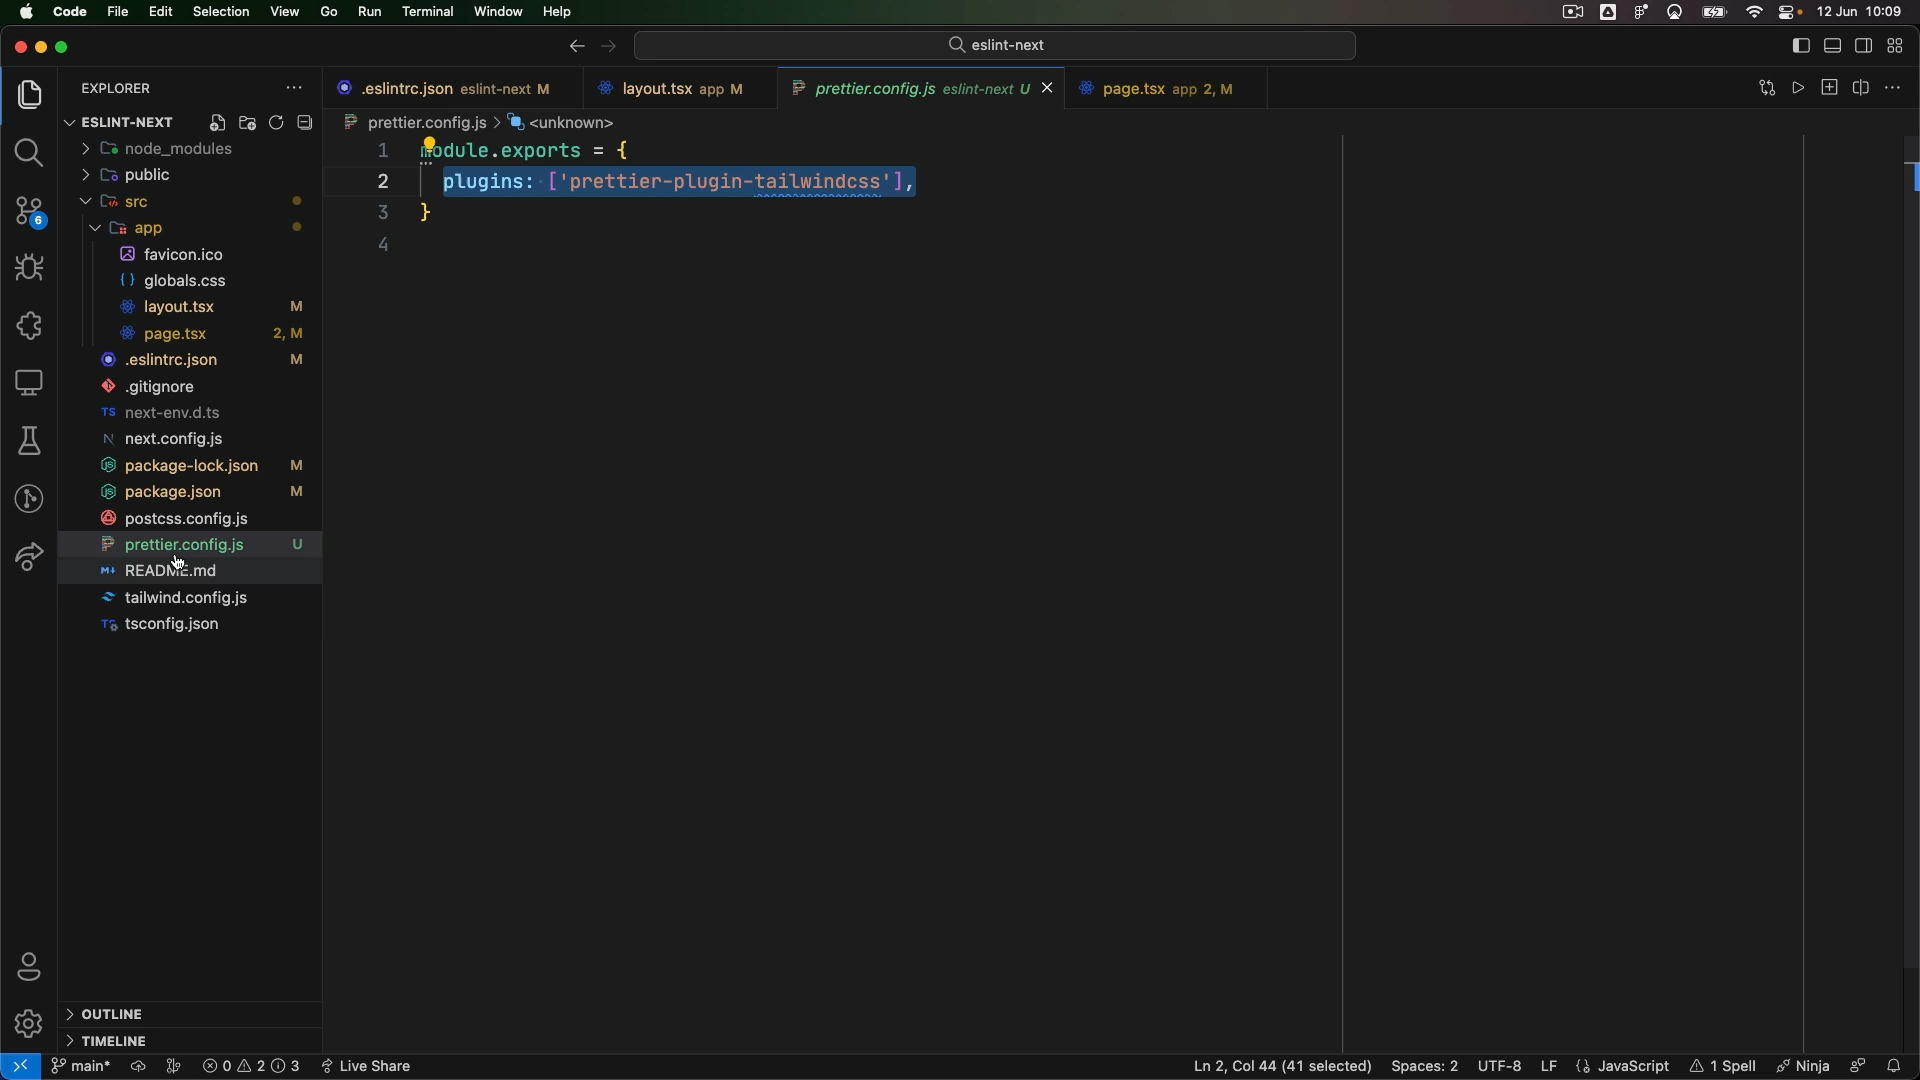 Code File Edit Selection View Go Run Terminal Window Help 12 Jun 10:09
eslint-next
EXPLORER
.eslintrc.json eslint-next M
layout.tsx app M
prettier.config.js eslint-next U
page.tsx app 2, M
ESLINT-NEXT
prettier.config.js > <unknown>
node_modules
public
src
app
favicon.ico
globals.css
layout.tsx M
page.tsx 2, M
.eslintrc.json M
.gitignore
TS next-env.d.ts
N next.config.js
package-lock.json M
package.json M
postcss.config.js
prettier.config.js U
README.md
tailwind.config.js
TS tsconfig.json
1 module.exports = {
2 plugins: ['prettier-plugin-tailwindcss'],
3 }
4
6
OUTLINE
TIMELINE
main* 0 2 3 Live Share
Ln 2, Col 44 (41 selected) Spaces: 2 UTF-8 LF {} JavaScript 1 Spell Ninja